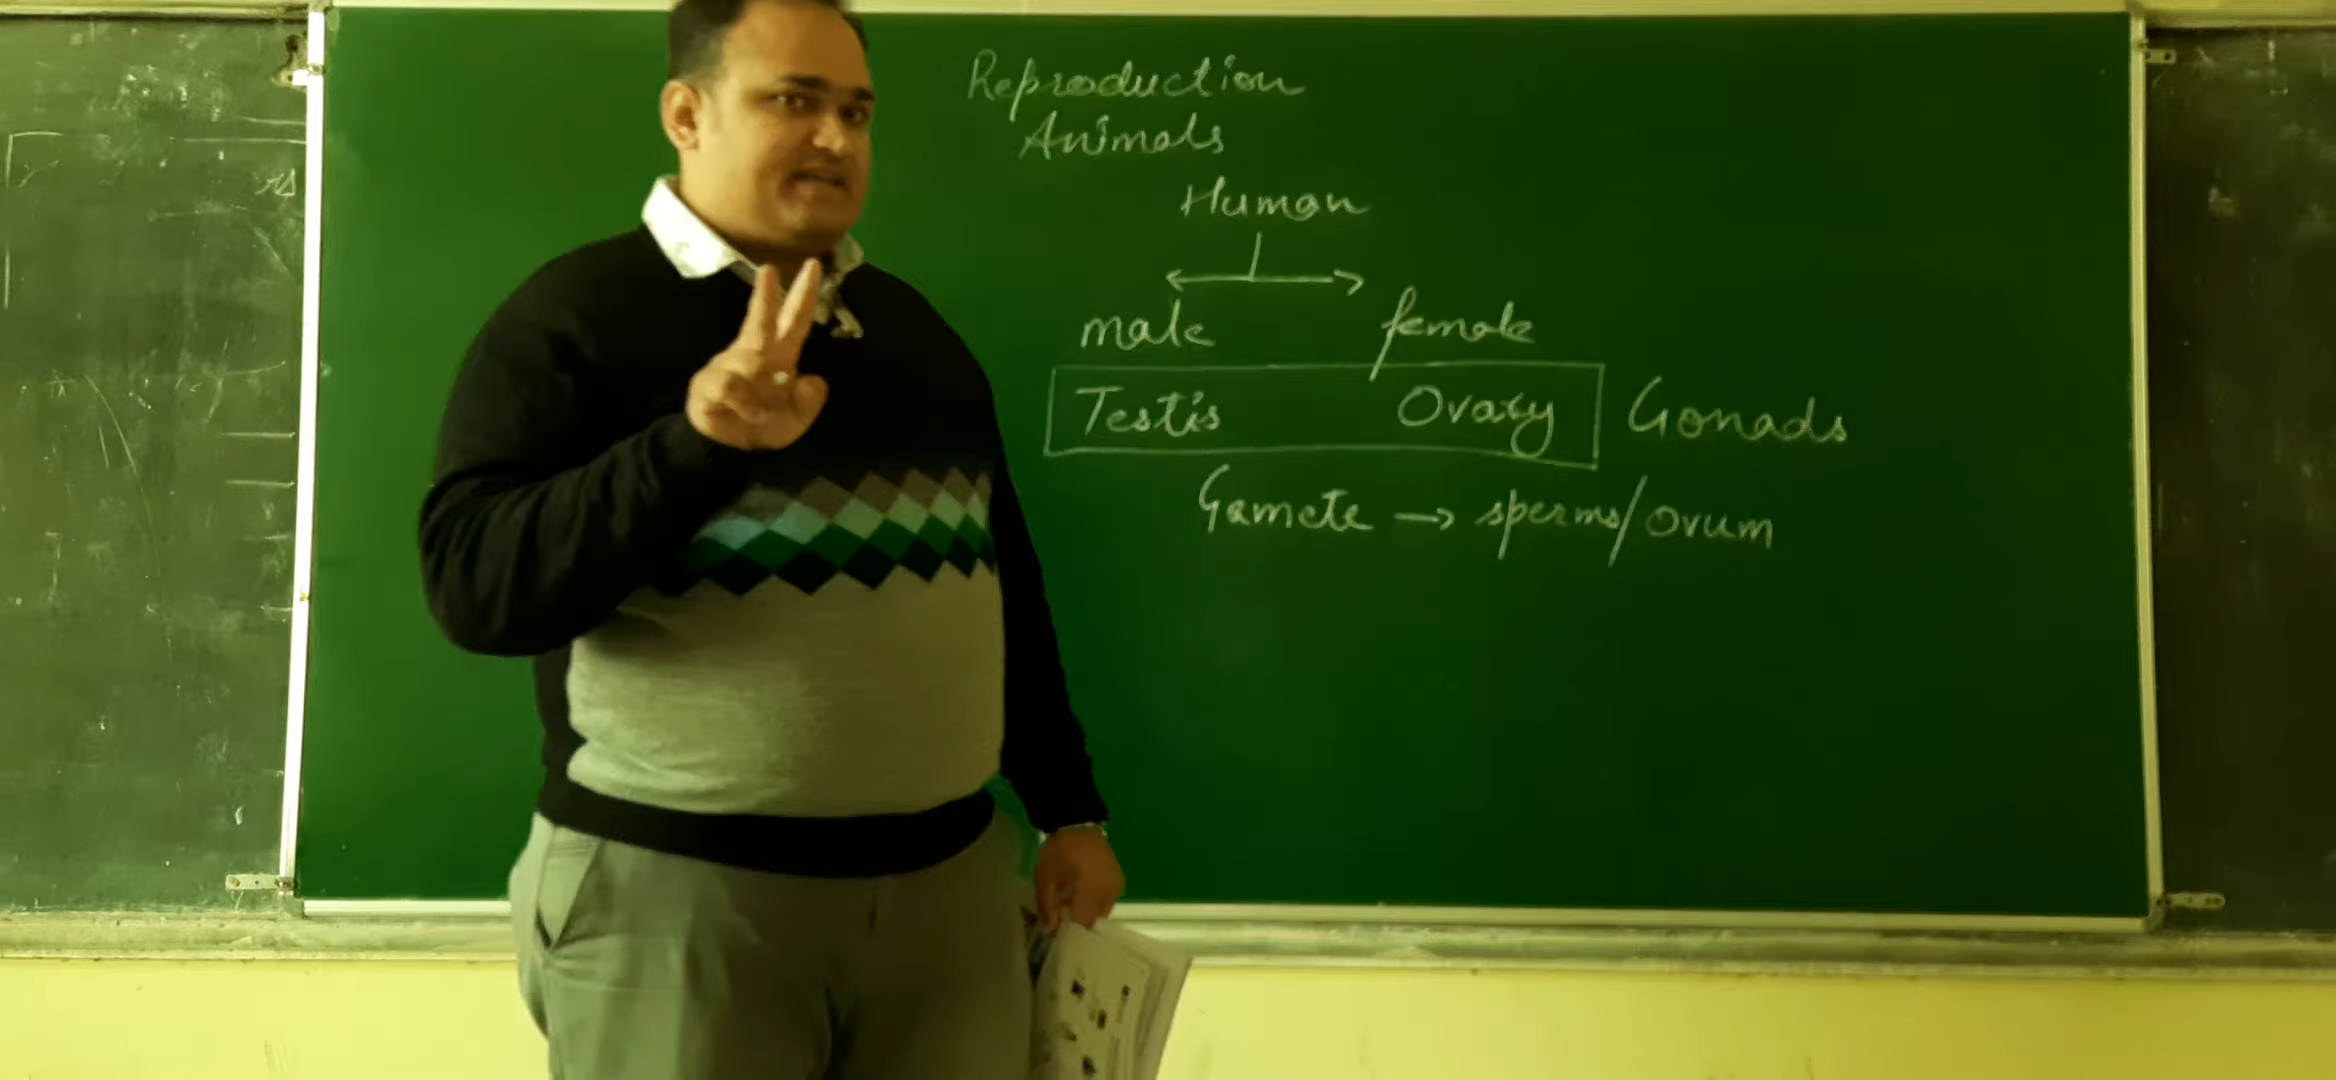 Reproduction
Animals
Human
male female
Testis Ovary Gonads
Gamete → sperms/ovum